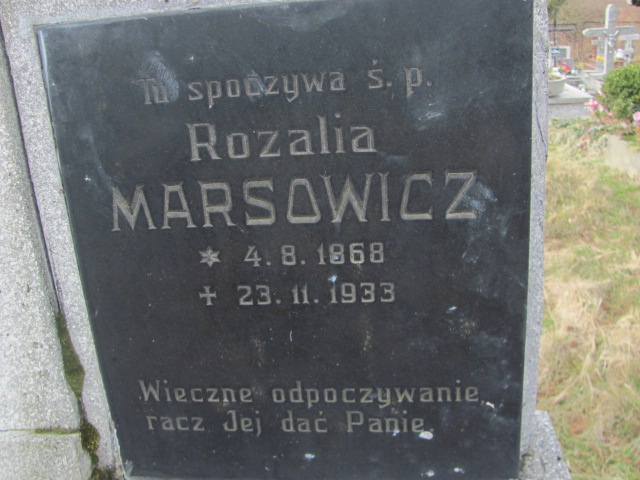 Tu spoczywa ś. p.
Rozalia
MARSOWICZ
* 4. 8. 1868
+ 23. 11. 1933
Wieczne odpoczywanie
racz Jej dać Panie.